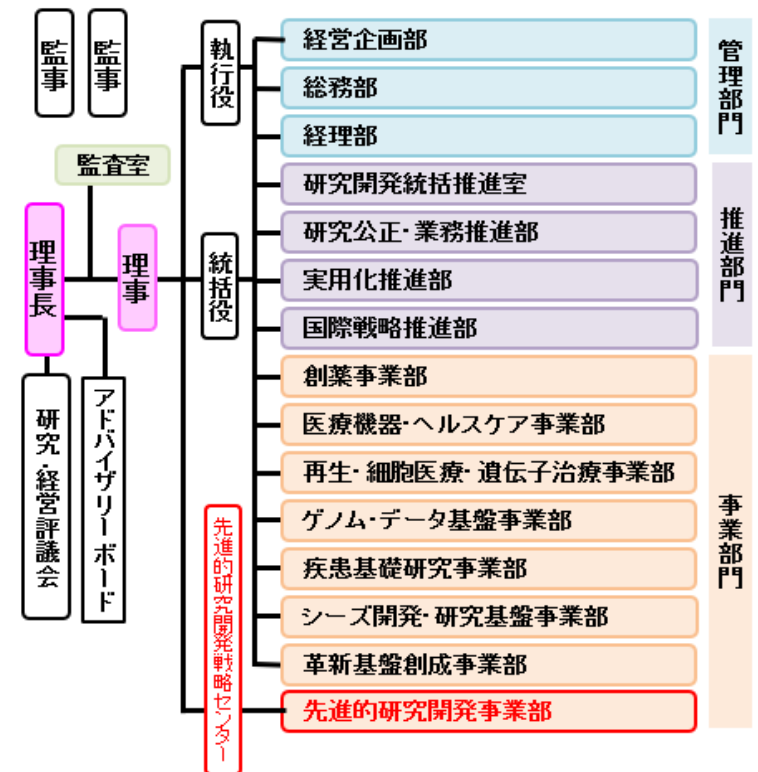 監事
監事
監査室
理事長
理事
研究・経営評議会
アドバイザリーボード
執行役
統括役
先進的研究開発戦略センター
経営企画部
総務部
経理部
研究開発統括推進室
研究公正・業務推進部
実用化推進部
国際戦略推進部
創薬事業部
医療機器・ヘルスケア事業部
再生・細胞医療・遺伝子治療事業部
ゲノム・データ基盤事業部
疾患基礎研究事業部
シーズ開発・研究基盤事業部
革新基盤創成事業部
先進的研究開発事業部
管理部門
推進部門
事業部門